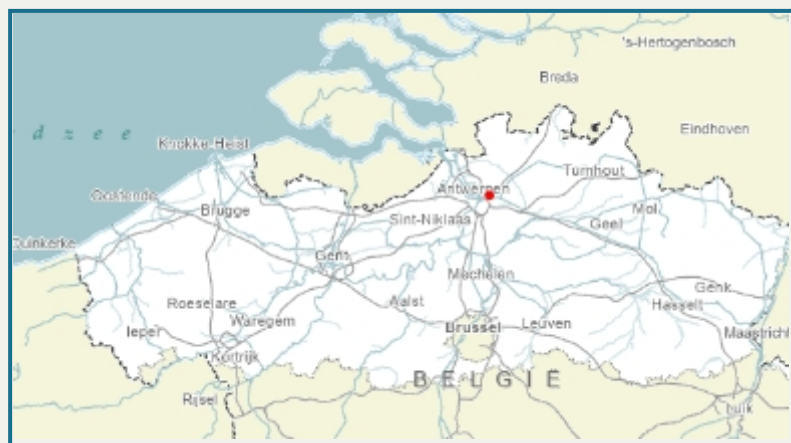 's-Hertogenbosch
Breda
Eindhoven
d z e e
Knokke-Heist
Turnhout
Antwerpen
Oostende
Mol
Brugge
Sint-Niklaas
Geel
Duinkerke
Gent
Mechelen
Genk
Roeselare
Aalst
Hasselt
Waregem
Brussel
Leuven
Ieper
Maastricht
Kortrijk
BELGIË
Rijsel
Luik